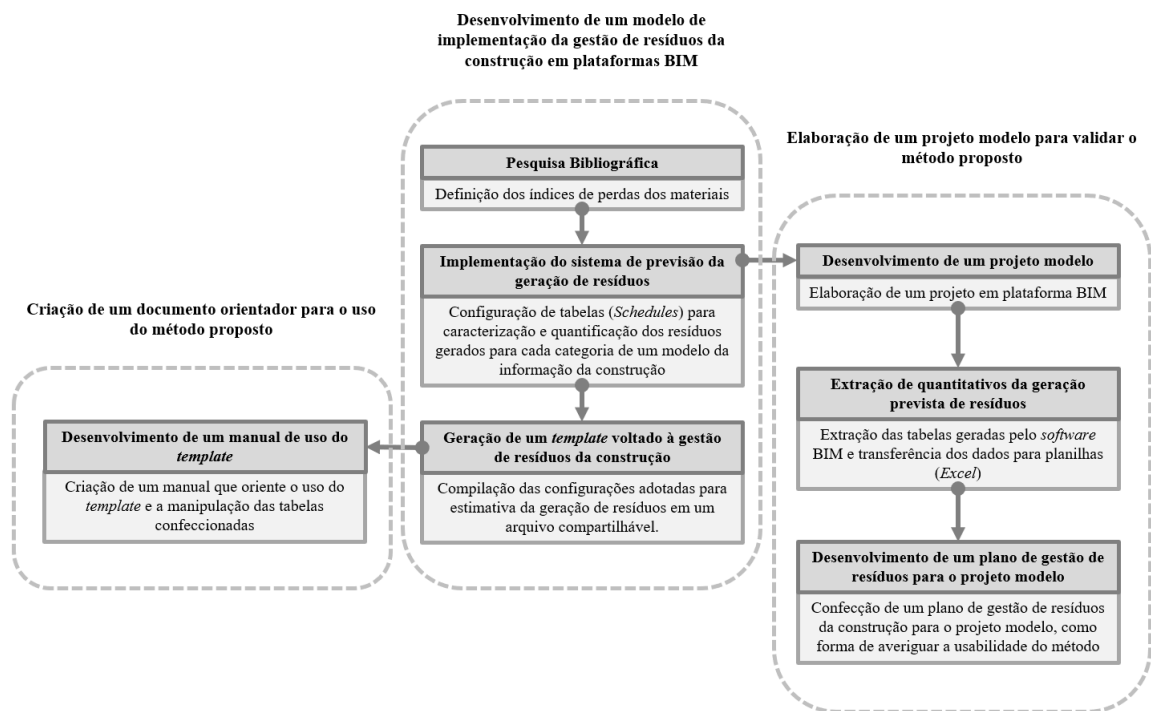 Desenvolvimento de um modelo de
implementação da gestão de resíduos da
construção em plataformas BIM
Pesquisa Bibliográfica
Definição dos índices de perdas dos materiais
Implementação do sistema de previsão da
geração de resíduos
Configuração de tabelas (Schedules) para
caracterização e quantificação dos resíduos
gerados para cada categoria de um modelo da
informação da construção
Geração de um template voltado à gestão
de resíduos da construção
Compilação das configurações adotadas para
estimativa da geração de resíduos em um
arquivo compartilhável.
Criação de um documento orientador para o uso
do método proposto
Desenvolvimento de um manual de uso do
template
Criação de um manual que oriente o uso do
template e a manipulação das tabelas
confeccionadas
Elaboração de um projeto modelo para validar o
método proposto
Desenvolvimento de um projeto modelo
Elaboração de um projeto em plataforma BIM
Extração de quantitativos da geração
prevista de resíduos
Extração das tabelas geradas pelo software
BIM e transferência dos dados para planilhas
(Excel)
Desenvolvimento de um plano de gestão de
resíduos para o projeto modelo
Confecção de um plano de gestão de resíduos
da construção para o projeto modelo, como
forma de averiguar a usabilidade do método